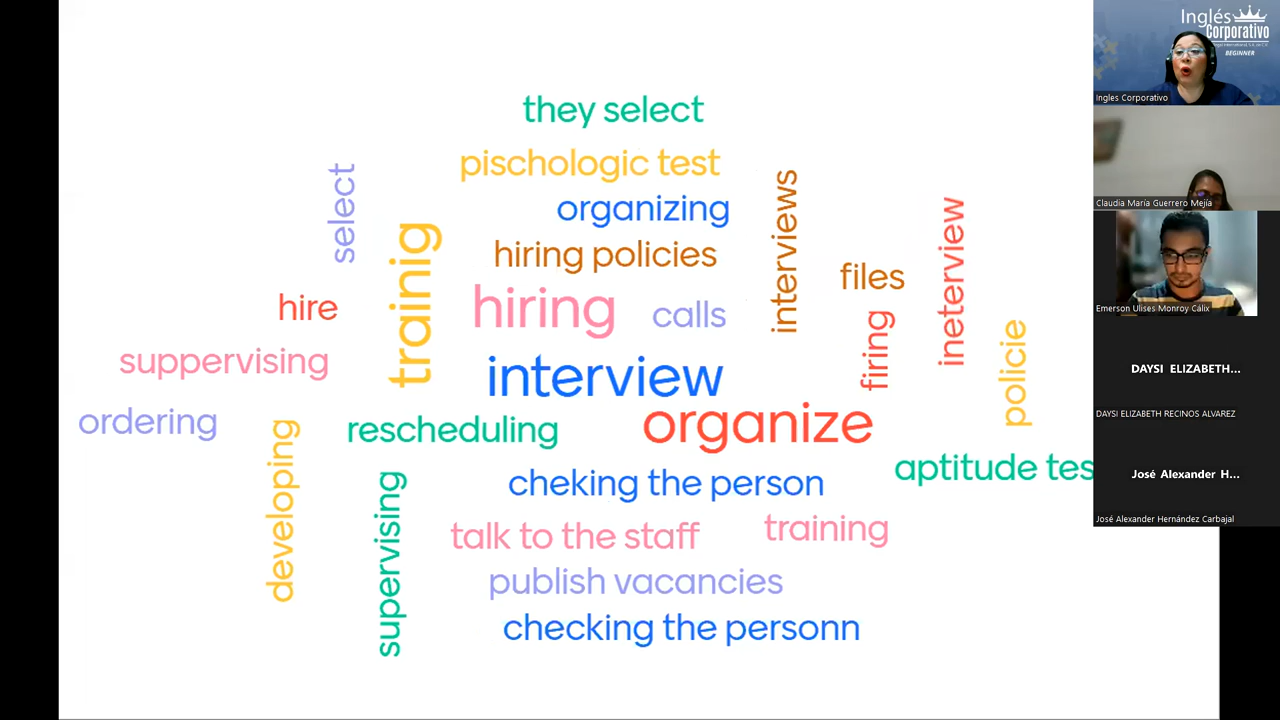 they select
pischologic test
select
organizing
interviews
ineterview
trainig
hiring policies
files
hire
hiring
calls
firing
policie
suppervising
interview
ordering
developing
rescheduling
organize
aptitude tes
supervising
cheking the person
talk to the staff
training
publish vacancies
checking the personn
Inglés
Corporativo
BEGINNER
Ingles Corporativo
Claudia María Guerrero Mejía
Emerson Ulises Monroy Cálix
DAYSI ELIZABETH...
DAYSI ELIZABETH RECINOS ALVAREZ
José Alexander H...
José Alexander Hernández Carbajal